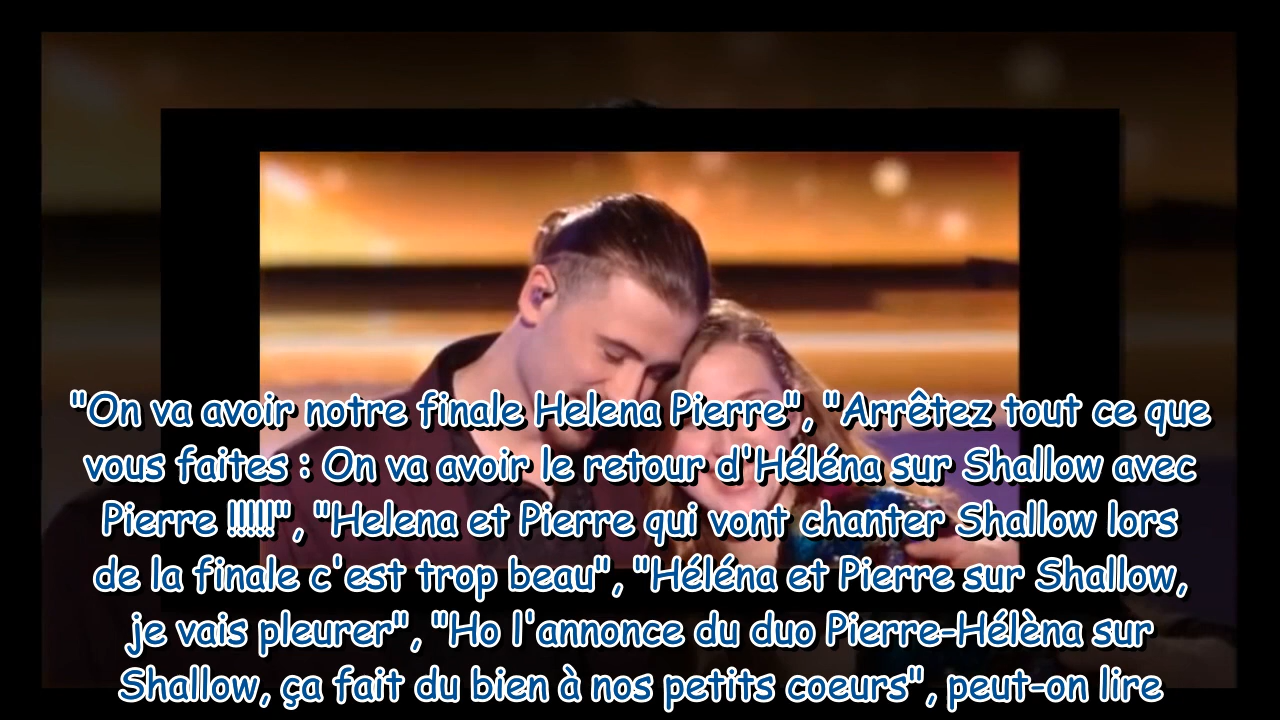 "On va avoir notre finale Helena Pierre", "Arrêtez tout ce que
vous faites : On va avoir le retour d'Héléna sur Shallow avec
Pierre !!!!!", "Helena et Pierre qui vont chanter Shallow lors
de la finale c'est trop beau", "Héléna et Pierre sur Shallow,
je vais pleurer", "Ho l'annonce du duo Pierre-Hélèna sur
Shallow, ça fait du bien à nos petits coeurs", peut-on lire